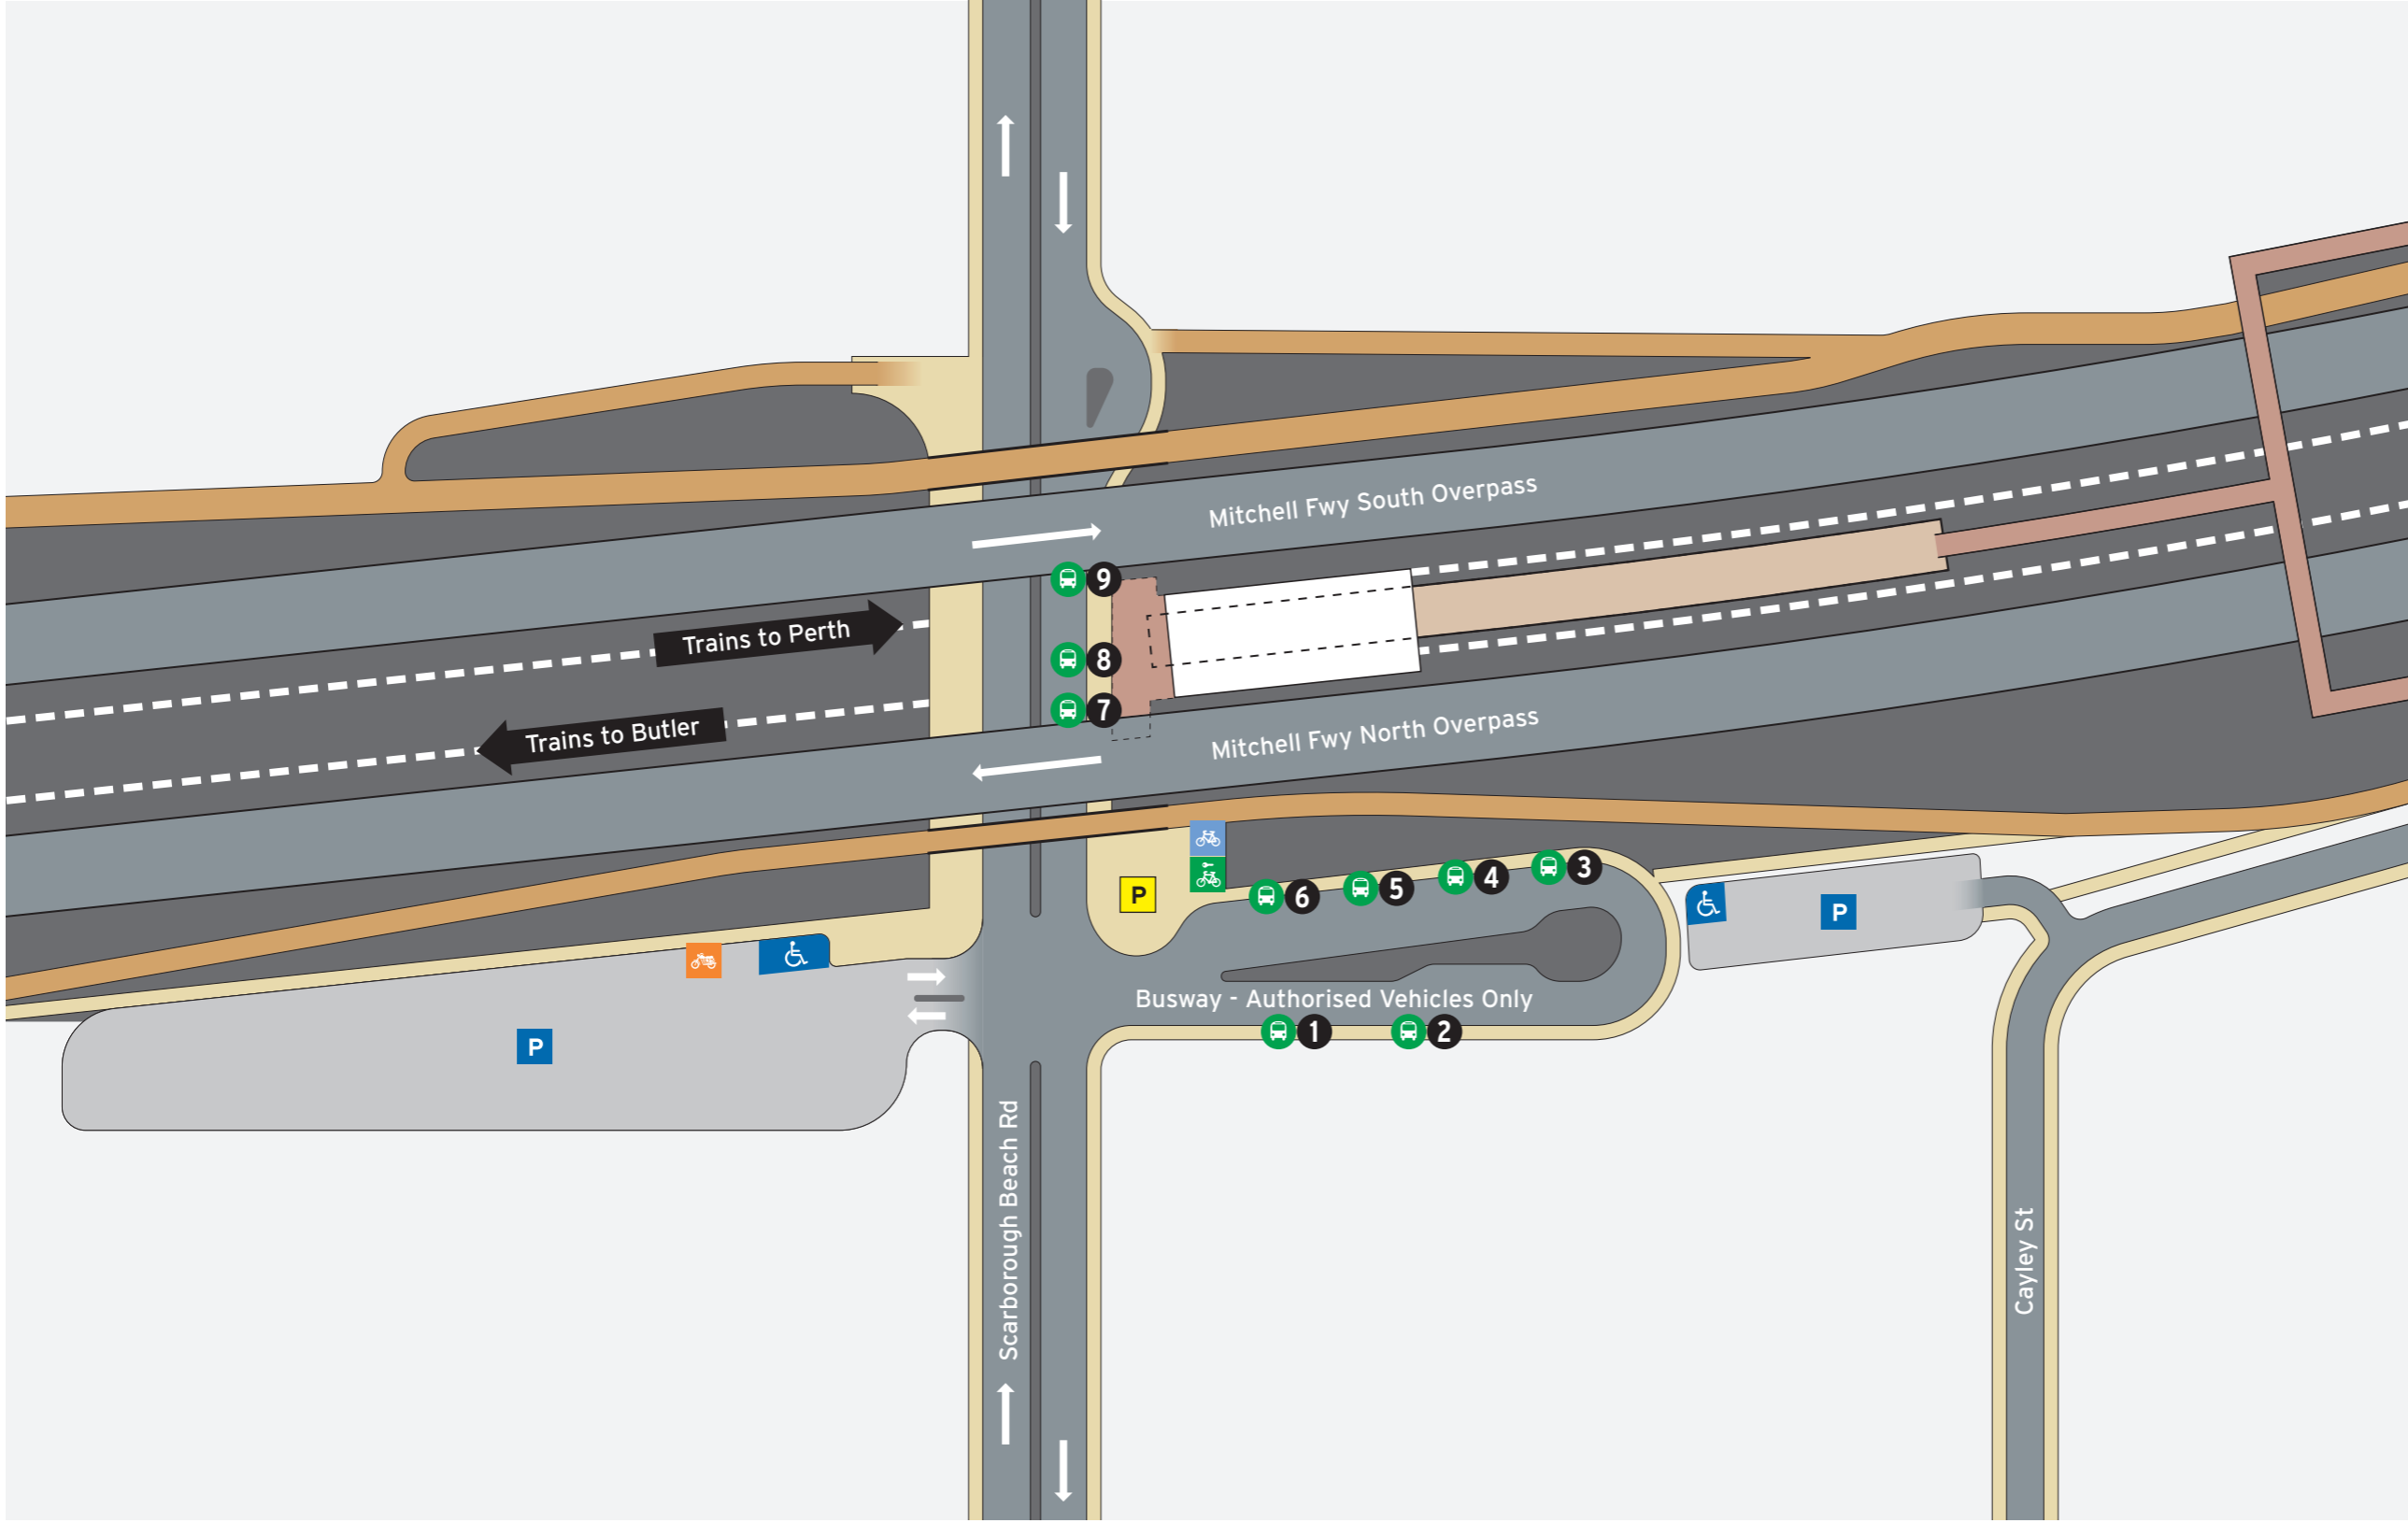 Mitchell Fwy South Overpass
9
Trains to Perth
8
7
Trains to Butler
Mitchell Fwy North Overpass
P
6
5
4
3
P
Busway - Authorised Vehicles Only
1
2
P
Scarborough Beach Rd
Cayley St